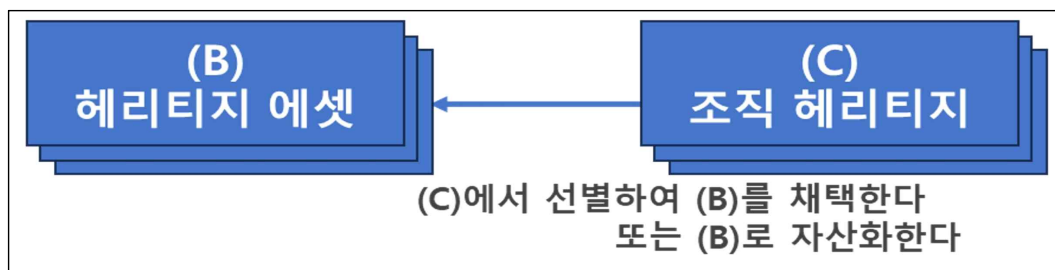 (B)
헤리티지 에셋
(C)
조직 헤리티지
(C)에서 선별하여 (B)를 채택한다
또는 (B)로 자산화한다